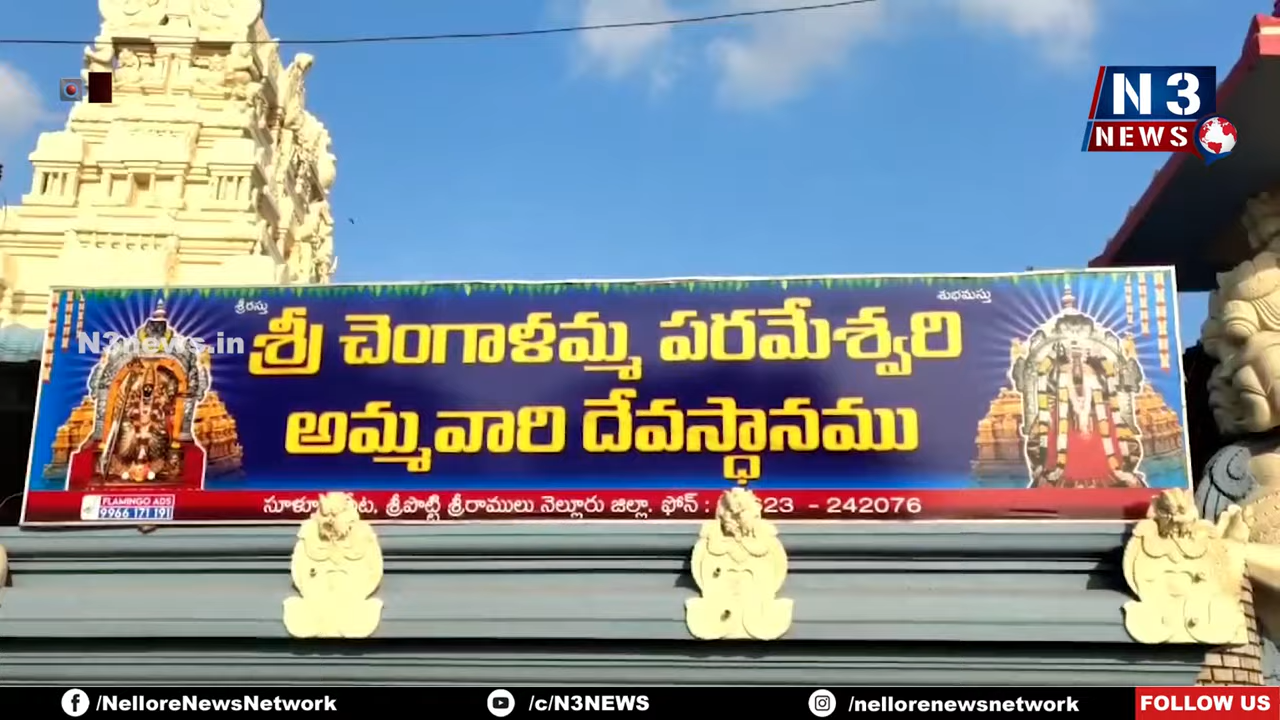 N3
NEWS
శ్రీరస్తు
శుభమస్తు
N3news.in
శ్రీ చెంగాళమ్మ పరమేశ్వరి
అమ్మవారి దేవస్థానము
FLAMINGO ADS
9966 171 191
శ్రీపొట్టి శ్రీరాములు నెల్లూరు జిల్లా. ఫోన్ : 623 - 242076
/NelloreNewsNetwork
/c/N3NEWS
/nellorenewsnetwork
FOLLOW US